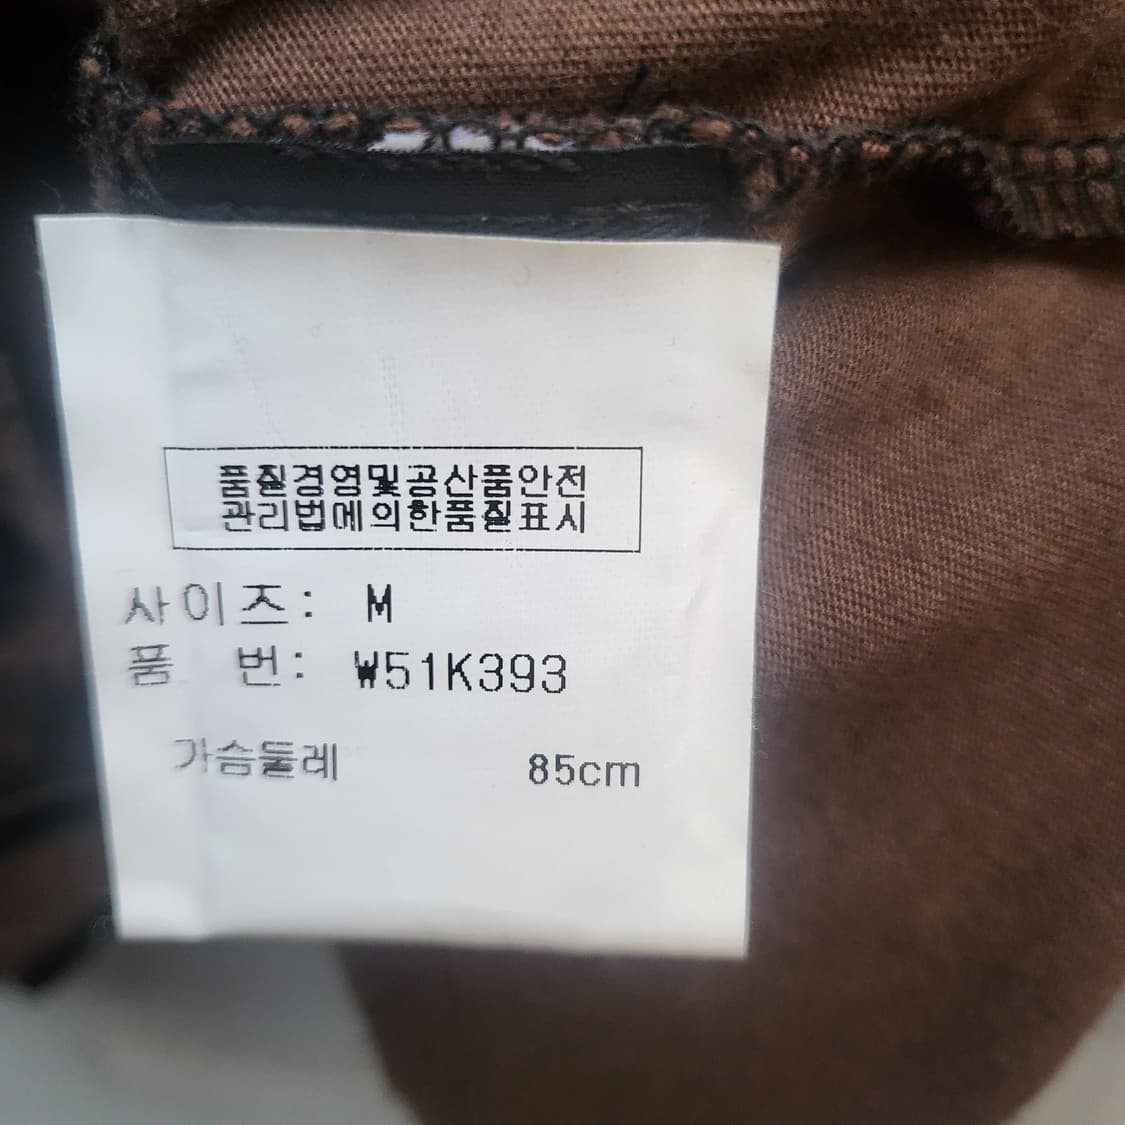 품질경영및공산품안전
관리법에의한품질표시
사이즈: M
품 번: W51K393
가슴둘레 85cm